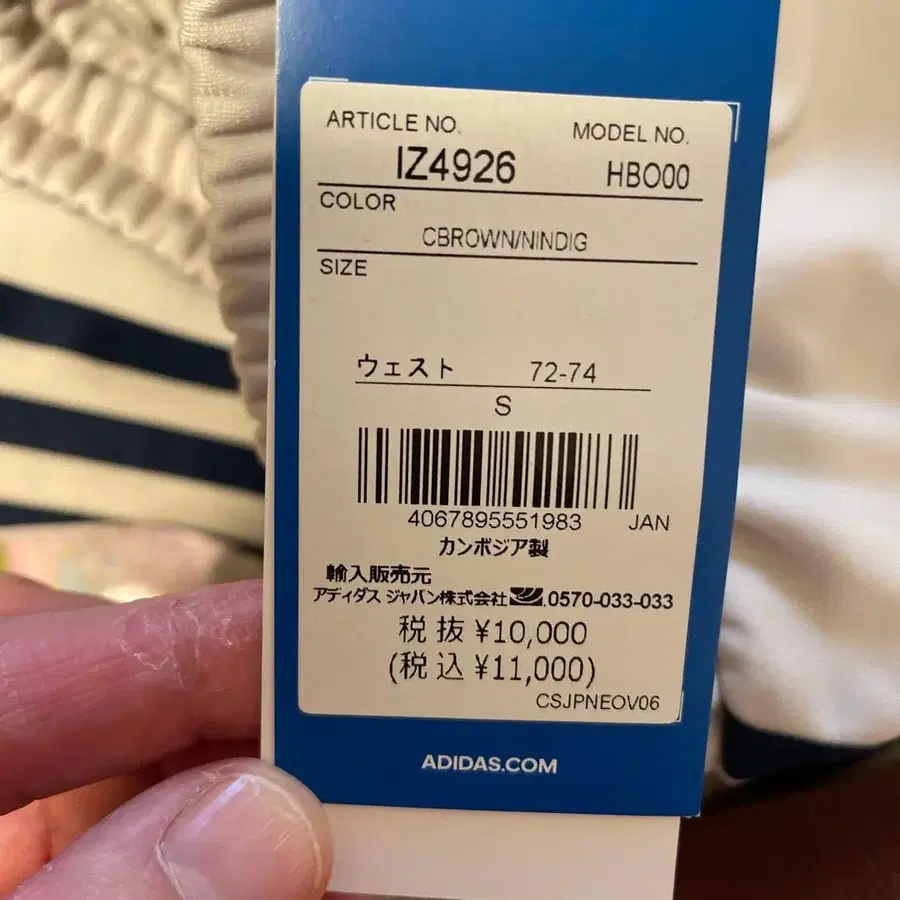 ARTICLE NO. MODEL NO.
IZ4926 HBO00
COLOR
CBROWN/NINDIG
SIZE
ウェスト 72-74
S
4067895551983 JAN
カンボジア製
輸入販売元
アディダス ジャパン株式会社 0570-033-033
税抜 ¥10,000
(税込 ¥11,000)
CSJPNEOV06
ADIDAS.COM